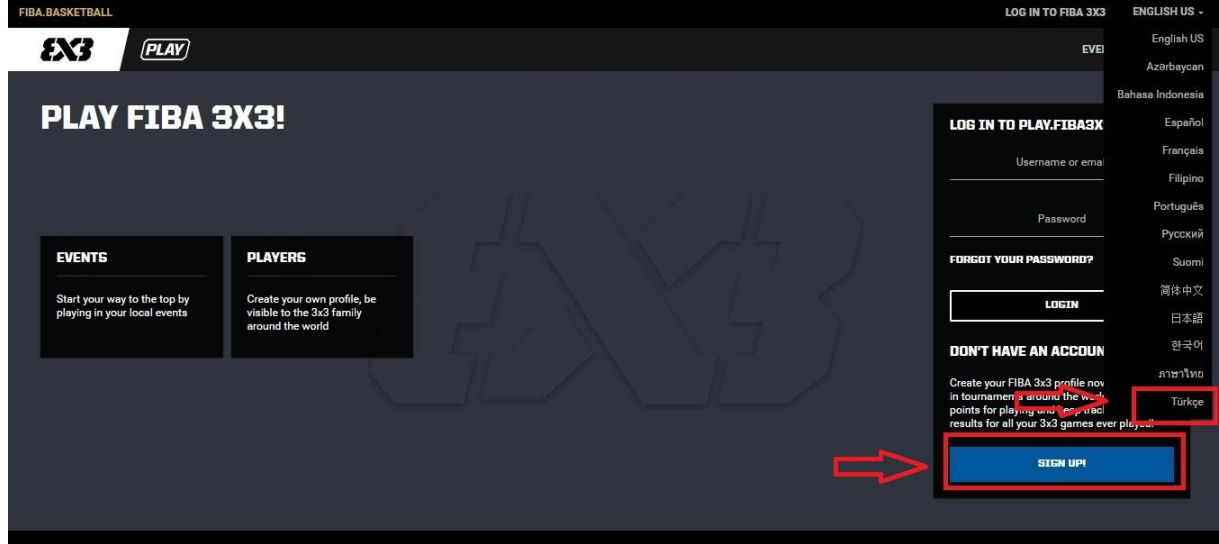 FIBA.BASKETBALL
LOG IN TO FIBA 3X3
ENGLISH US
3X3
PLAY
EVE
English US
Azərbaycan
Bahasa Indonesia
Español
Français
Filipino
Português
Русский
Suomi
简体中文
日本語
한국어
ภาษาไทย
Türkçe
PLAY FIBA 3X3!
EVENTS
Start your way to the top by
playing in your local events
PLAYERS
Create your own profile, be
visible to the 3x3 family
around the world
LOG IN TO PLAY.FIBA3X
Username or emai
Password
FORGOT YOUR PASSWORD?
LOGIN
DON'T HAVE AN ACCOUN
Create your FIBA 3x3 profile now
in tournaments around the
points for playing and
results for all your 3x3 games ever played!
SIGN UP!